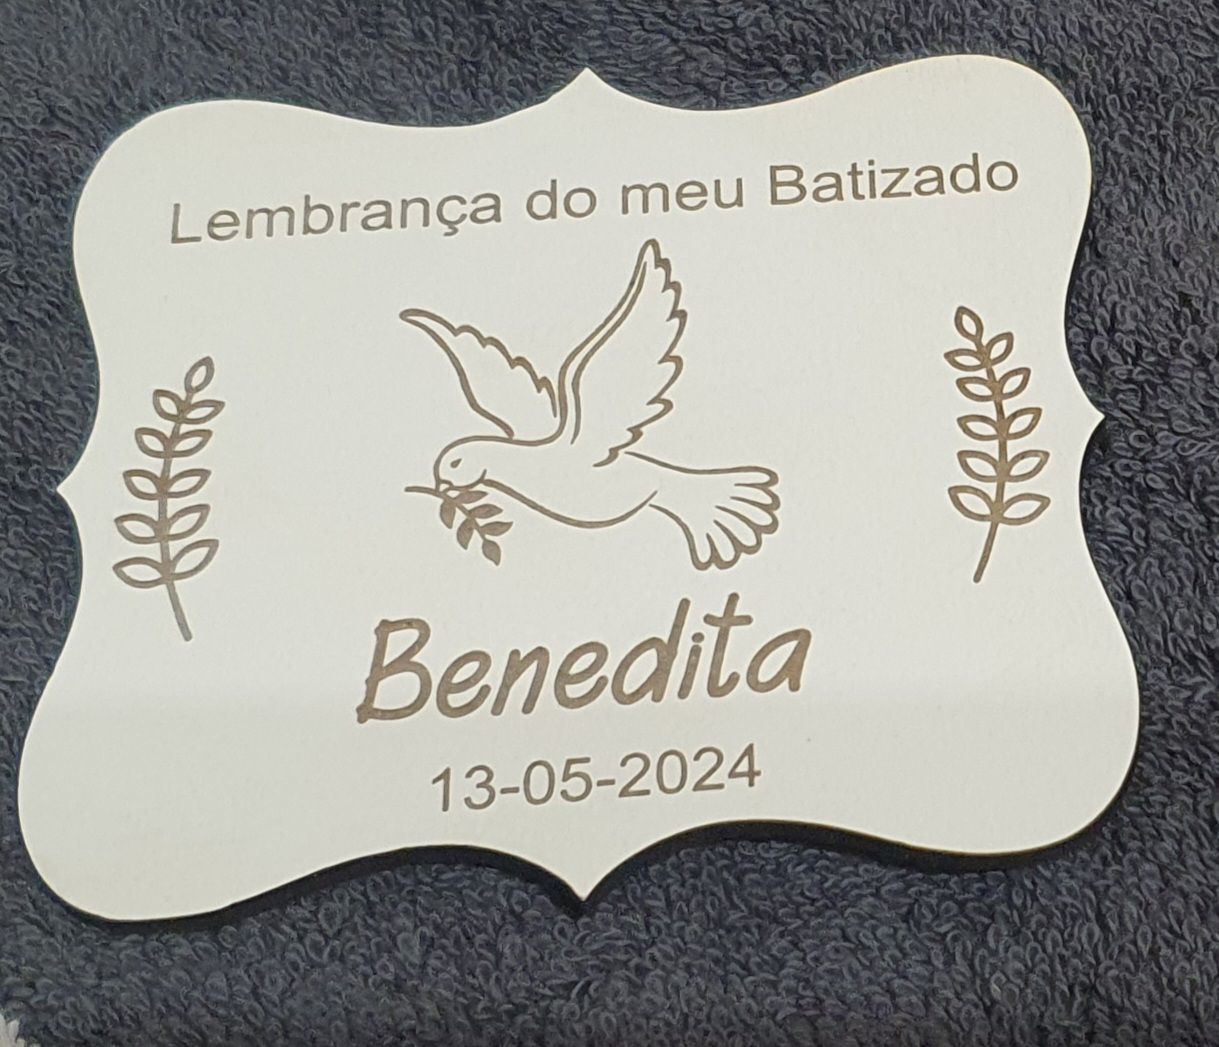 Lembrança do meu Batizado
Benedita
13-05-2024